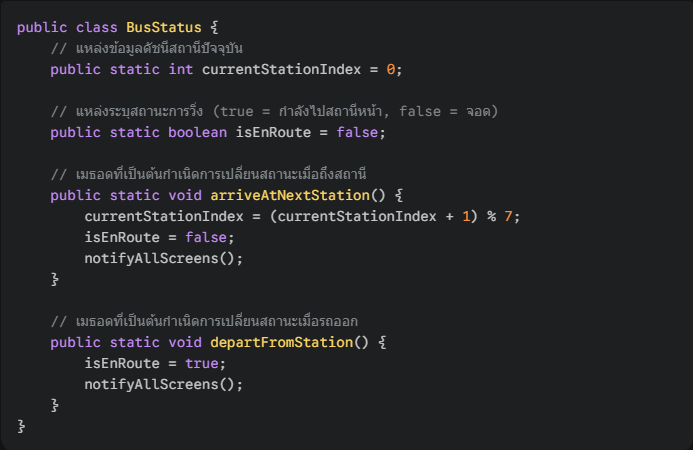 public class BusStatus {
    // แหล่งข้อมูลดัชนีสถานีปัจจุบัน
    public static int currentStationIndex = 0;

    // แหล่งระบุสถานะการวิ่ง (true = กำลังไปสถานีหน้า, false = จอด)
    public static boolean isEnRoute = false;

    // เมธอดที่เป็นต้นกำเนิดการเปลี่ยนสถานะเมื่อถึงสถานี
    public static void arriveAtNextStation() {
        currentStationIndex = (currentStationIndex + 1) % 7;
        isEnRoute = false;
        notifyAllScreens();
    }

    // เมธอดที่เป็นต้นกำเนิดการเปลี่ยนสถานะเมื่อรถออก
    public static void departFromStation() {
        isEnRoute = true;
        notifyAllScreens();
    }
}